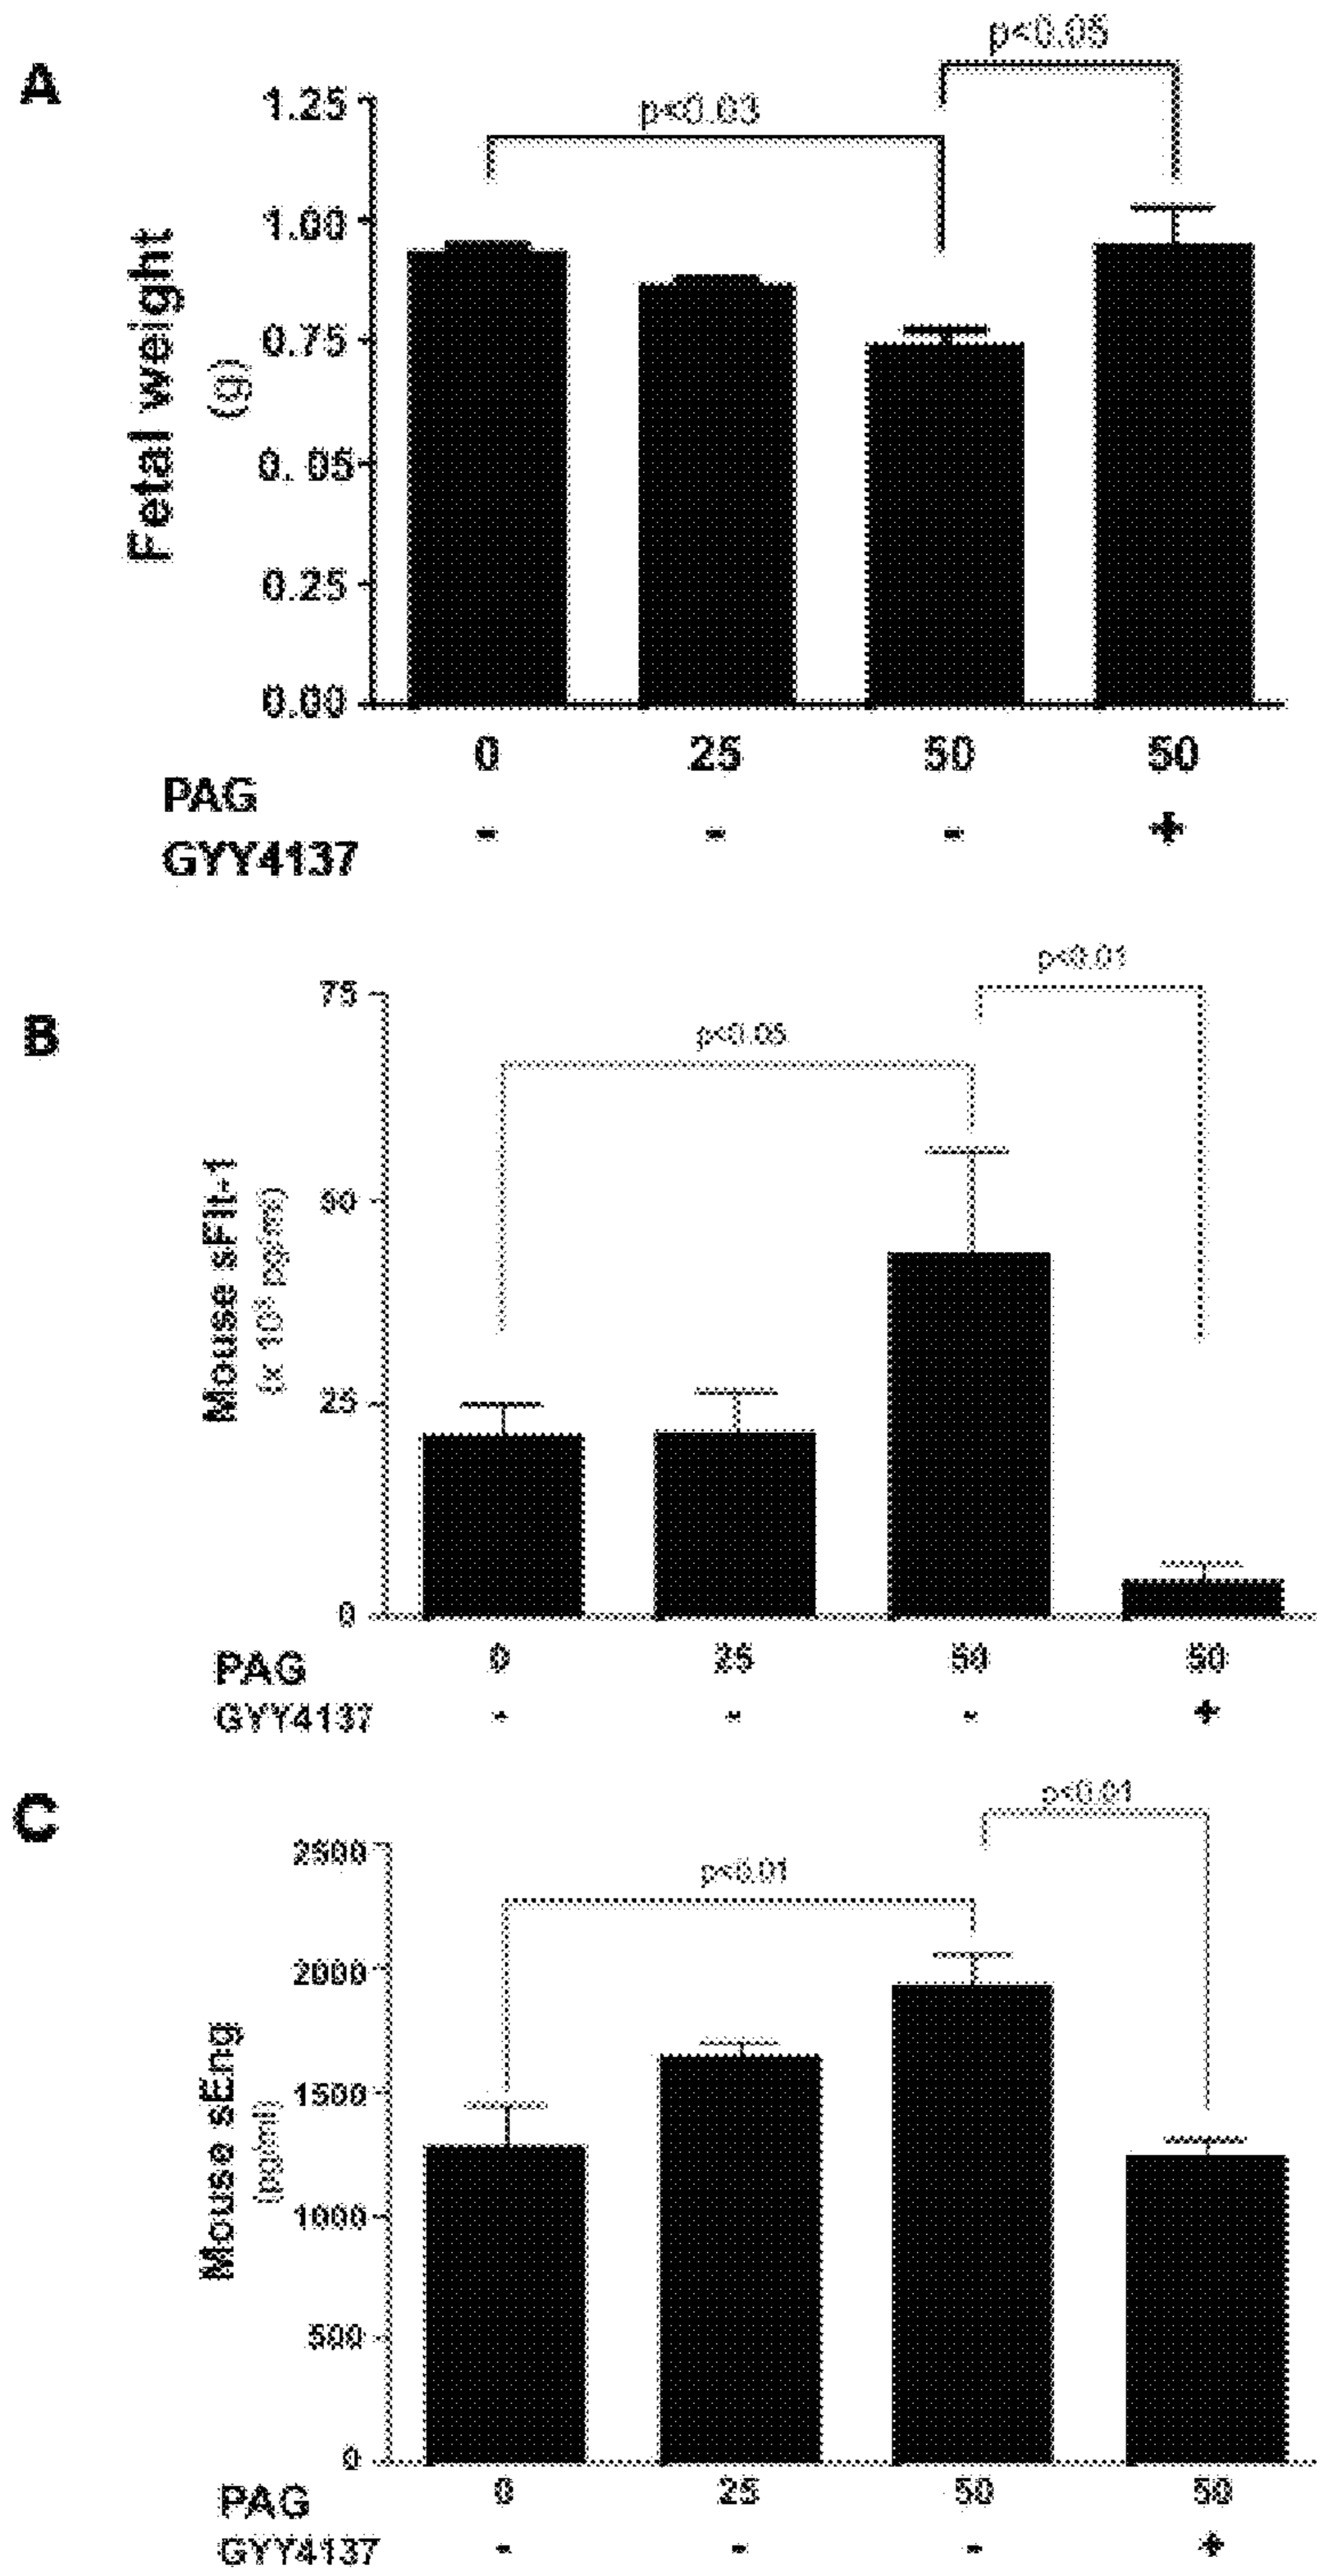 A
p<0.05
p<0.03
1.25
1.00
0.75
0. 05
0.25
0.00
Fetal weight
(g)
0 25 50 50
PAG
- - - +
GYY4137
B
p<0.01
p<0.05
75
50
25
0
Mouse sFlt-1
(x 10³ pg/ml)
PAG 0 25 50 50
GYY4137 - - - +
C
p<0.01
p<0.01
2500
2000
1500
1000
500
0
Mouse sEng
(pg/ml)
PAG 0 25 50 50
GYY4137 - - - +